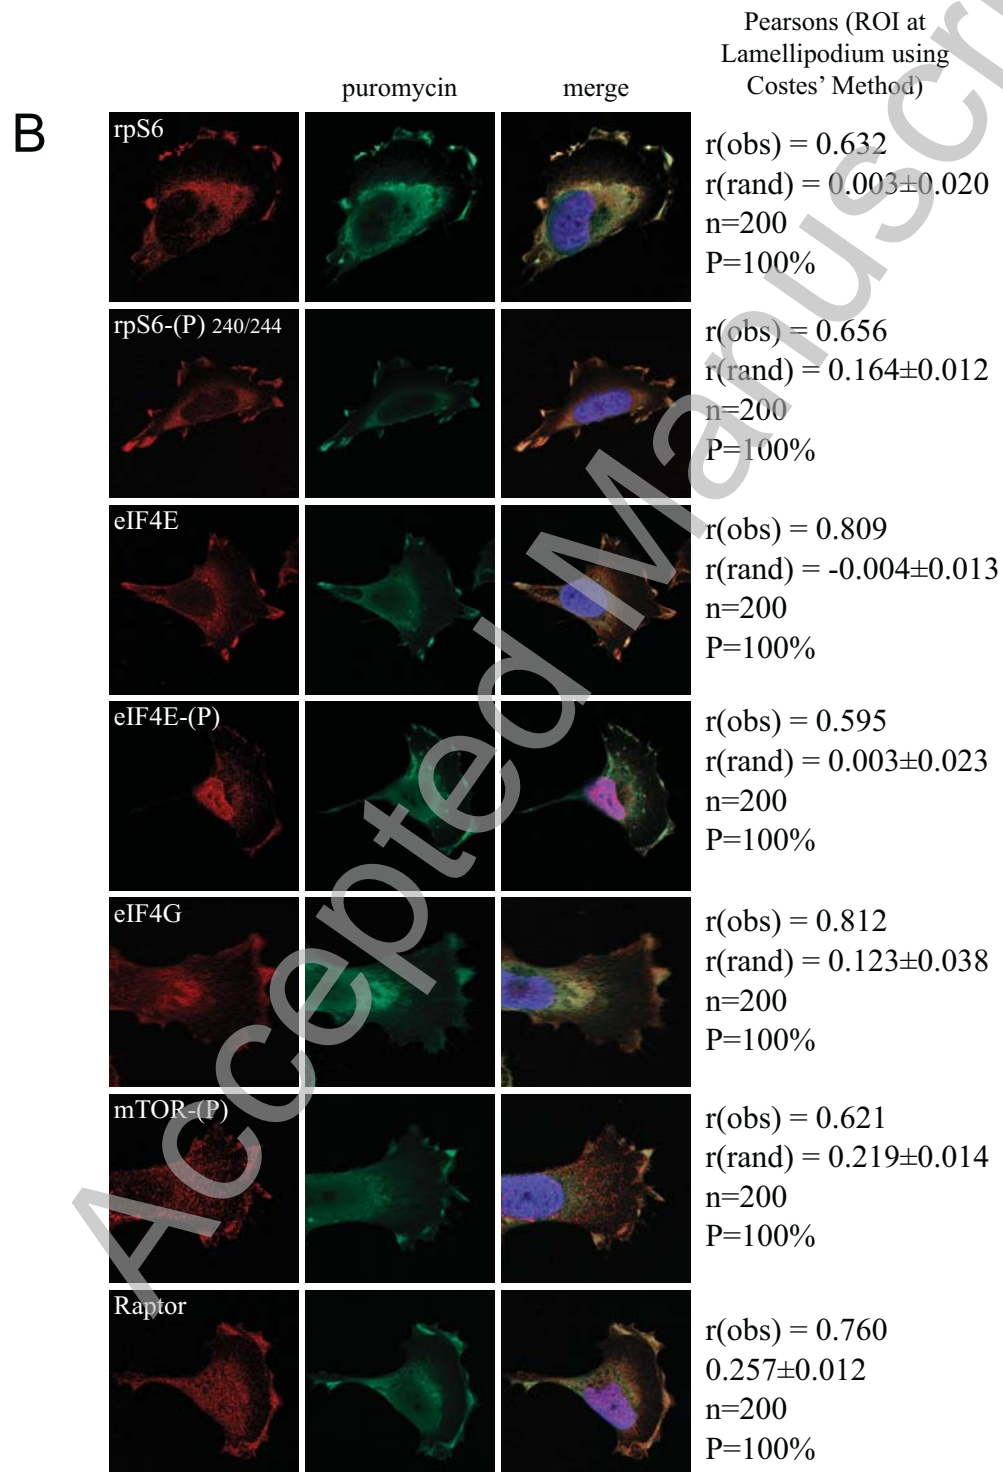 Pearsons (ROI at
Lamellipodium using
Costes' Method)
puromycin
merge
B
rpS6
r(obs) = 0.632
r(rand) = 0.003±0.020
n=200
P=100%
rpS6-(P) 240/244
r(obs) = 0.656
r(rand) = 0.164±0.012
n=200
P=100%
eIF4E
r(obs) = 0.809
r(rand) = -0.004±0.013
n=200
P=100%
eIF4E-(P)
r(obs) = 0.595
r(rand) = 0.003±0.023
n=200
P=100%
eIF4G
r(obs) = 0.812
r(rand) = 0.123±0.038
n=200
P=100%
mTOR-(P)
r(obs) = 0.621
r(rand) = 0.219±0.014
n=200
P=100%
Raptor
r(obs) = 0.760
0.257±0.012
n=200
P=100%
Accepted Manuscri